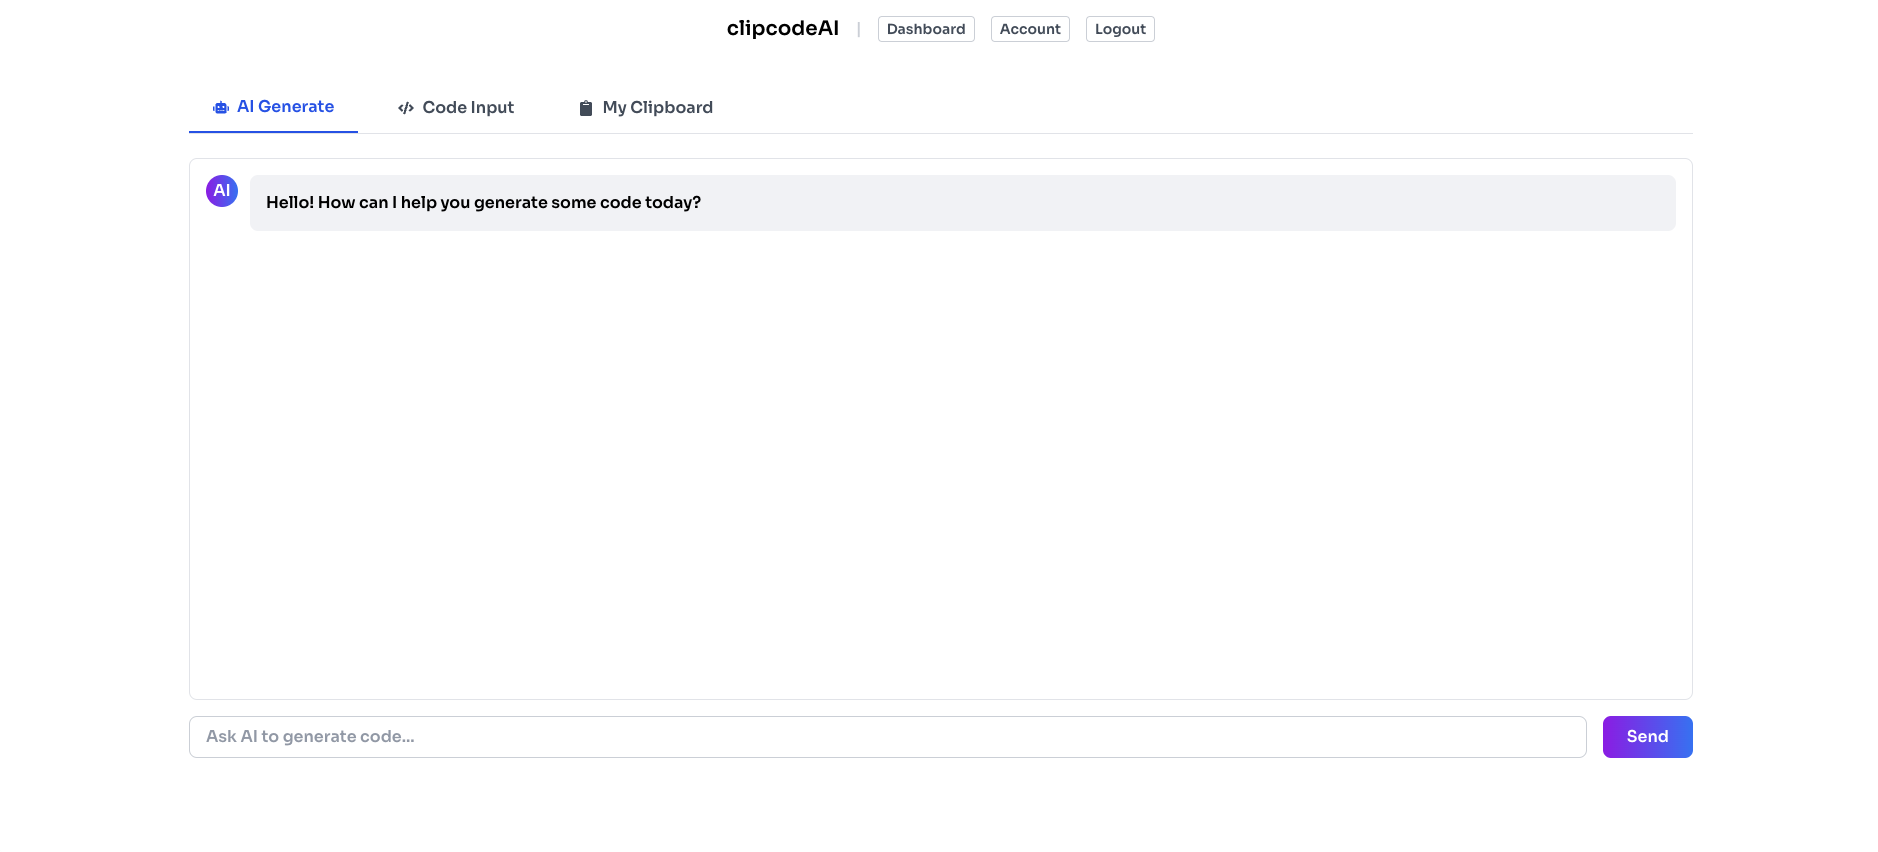 clipcodeAI | Dashboard Account Logout
AI Generate Code Input My Clipboard
AI Hello! How can I help you generate some code today?
Ask AI to generate code... Send